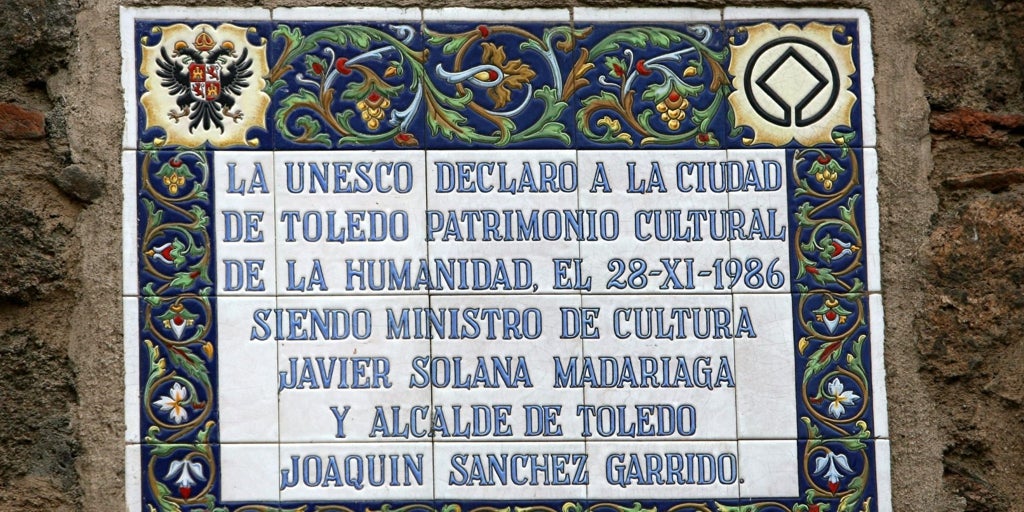 LA UNESCO DECLARO A LA CIUDAD
DE TOLEDO PATRIMONIO CULTURAL
DE LA HUMANIDAD, EL 28-XI-1986
SIENDO MINISTRO DE CULTURA
JAVIER SOLANA MADARIAGA
Y ALCALDE DE TOLEDO
JOAQUIN SANCHEZ GARRIDO.